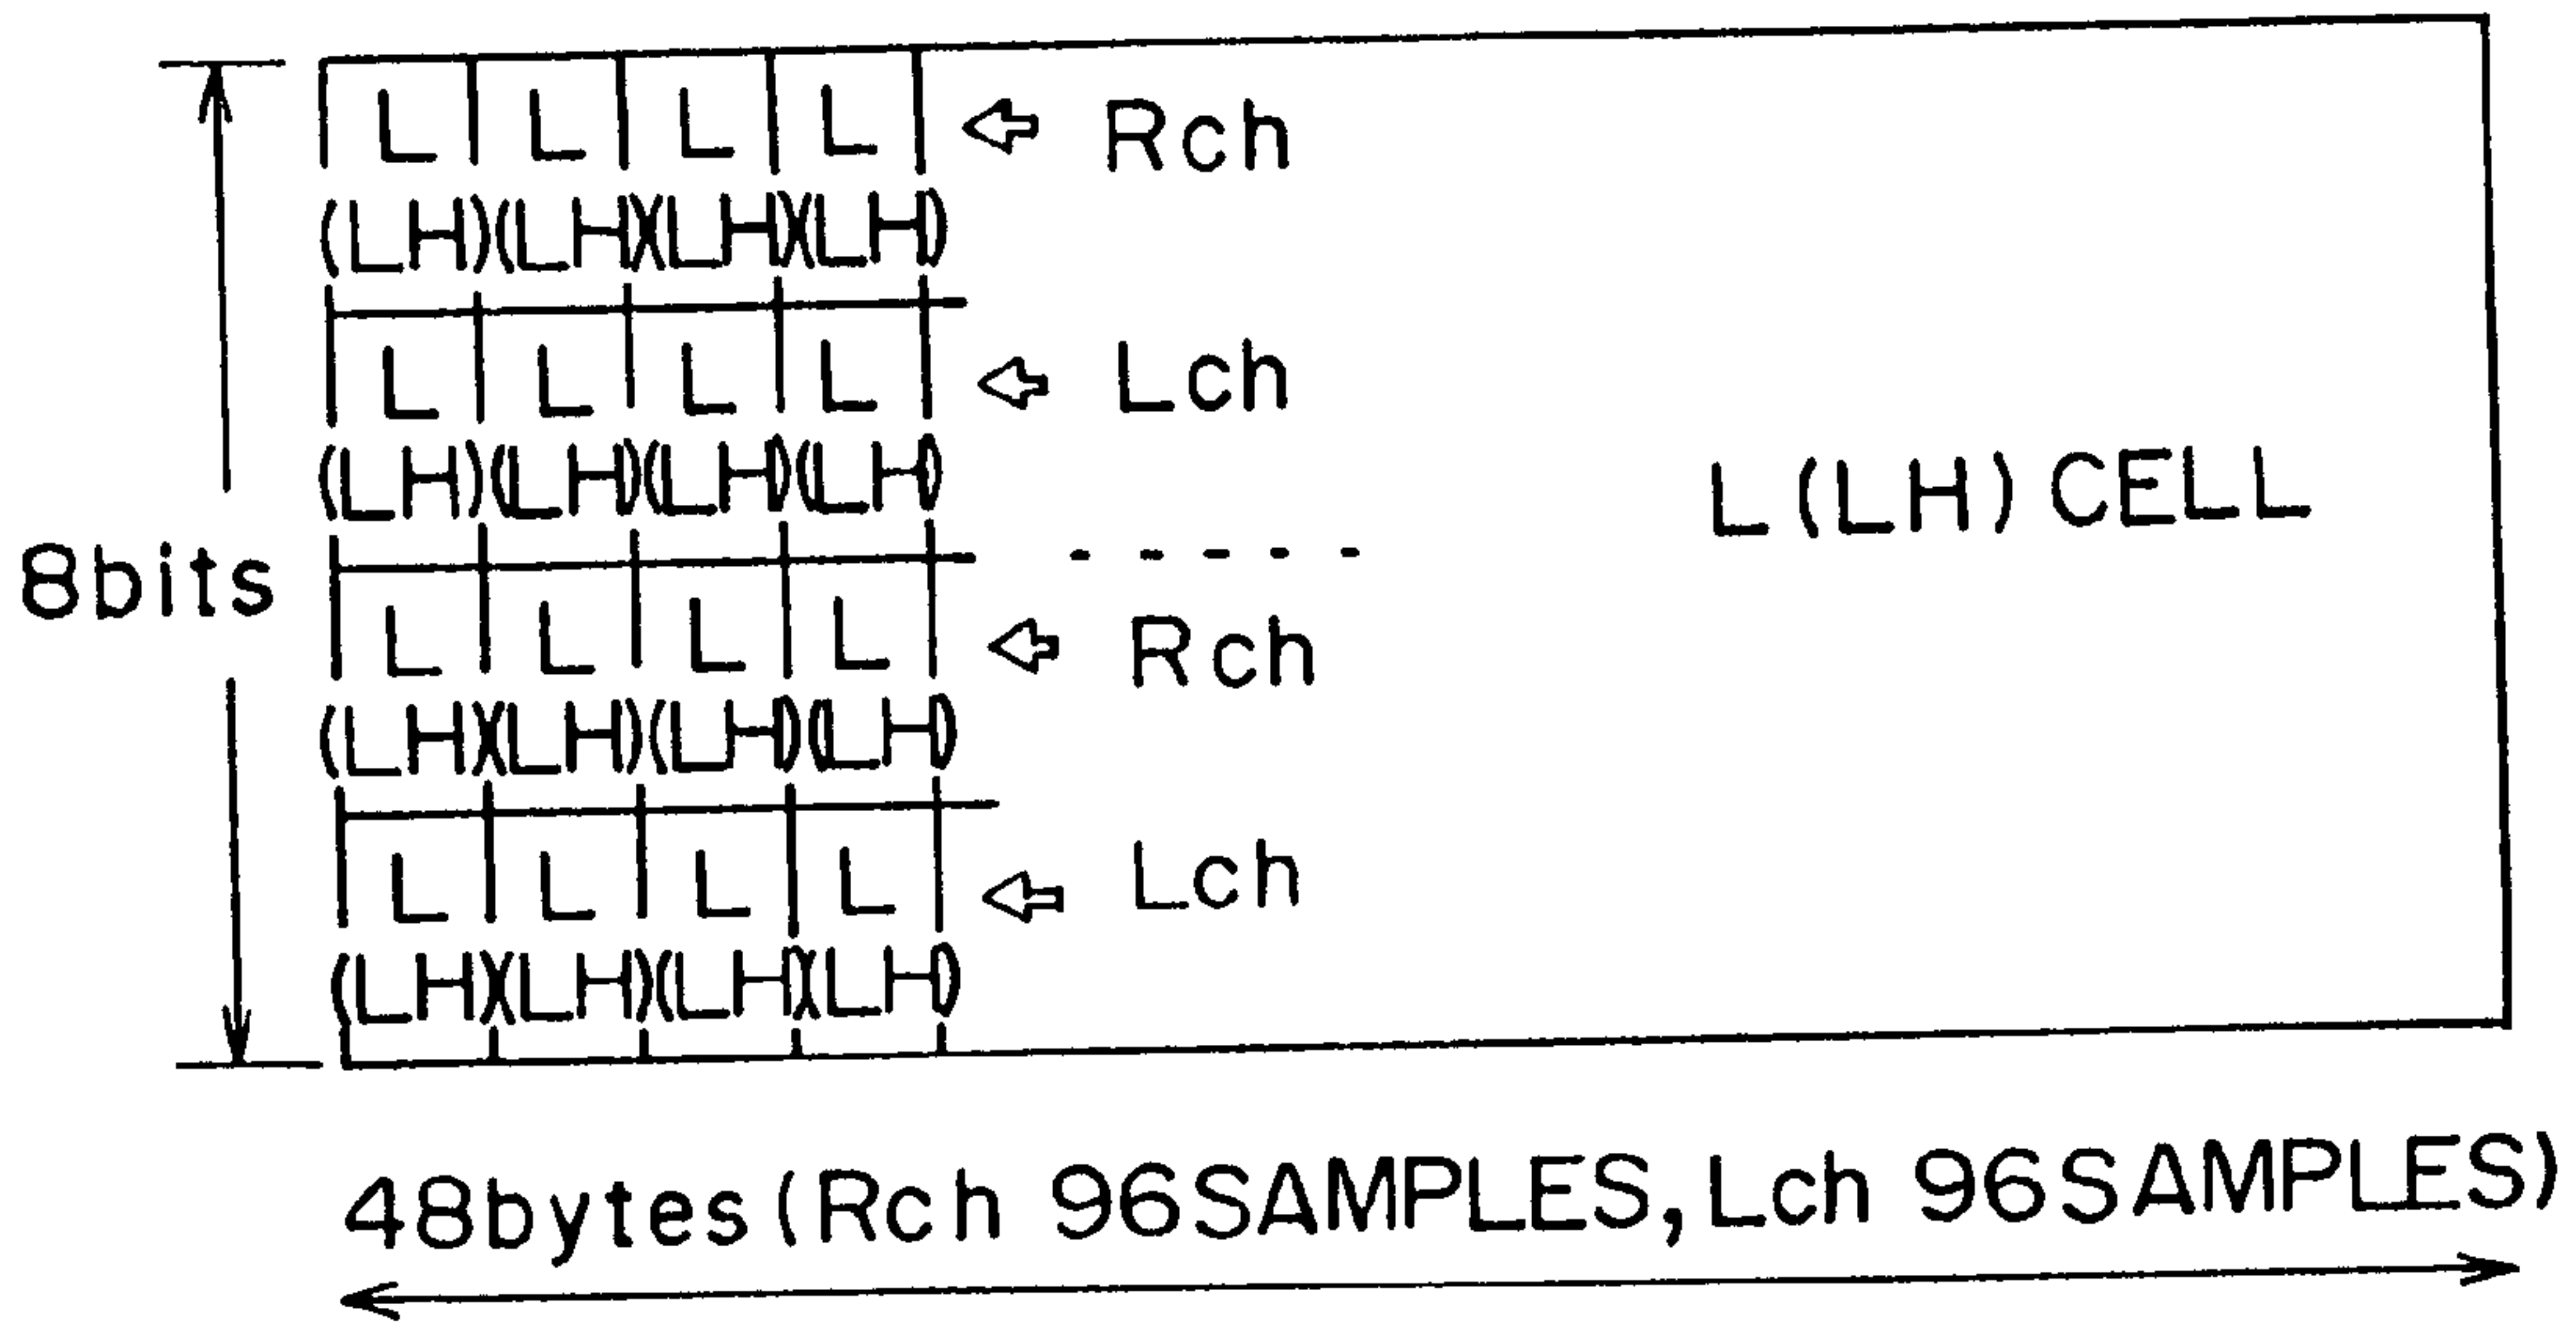 L L L L Rch
(LH)(LH)(LH)(LH)
L L L L Lch
(LH)(LH)(LH)(LH)
L(LH)CELL
8bits
L L L L Rch
(LH)(LH)(LH)(LH)
L L L L Lch
(LH)(LH)(LH)(LH)
48bytes(Rch 96SAMPLES,Lch 96SAMPLES)